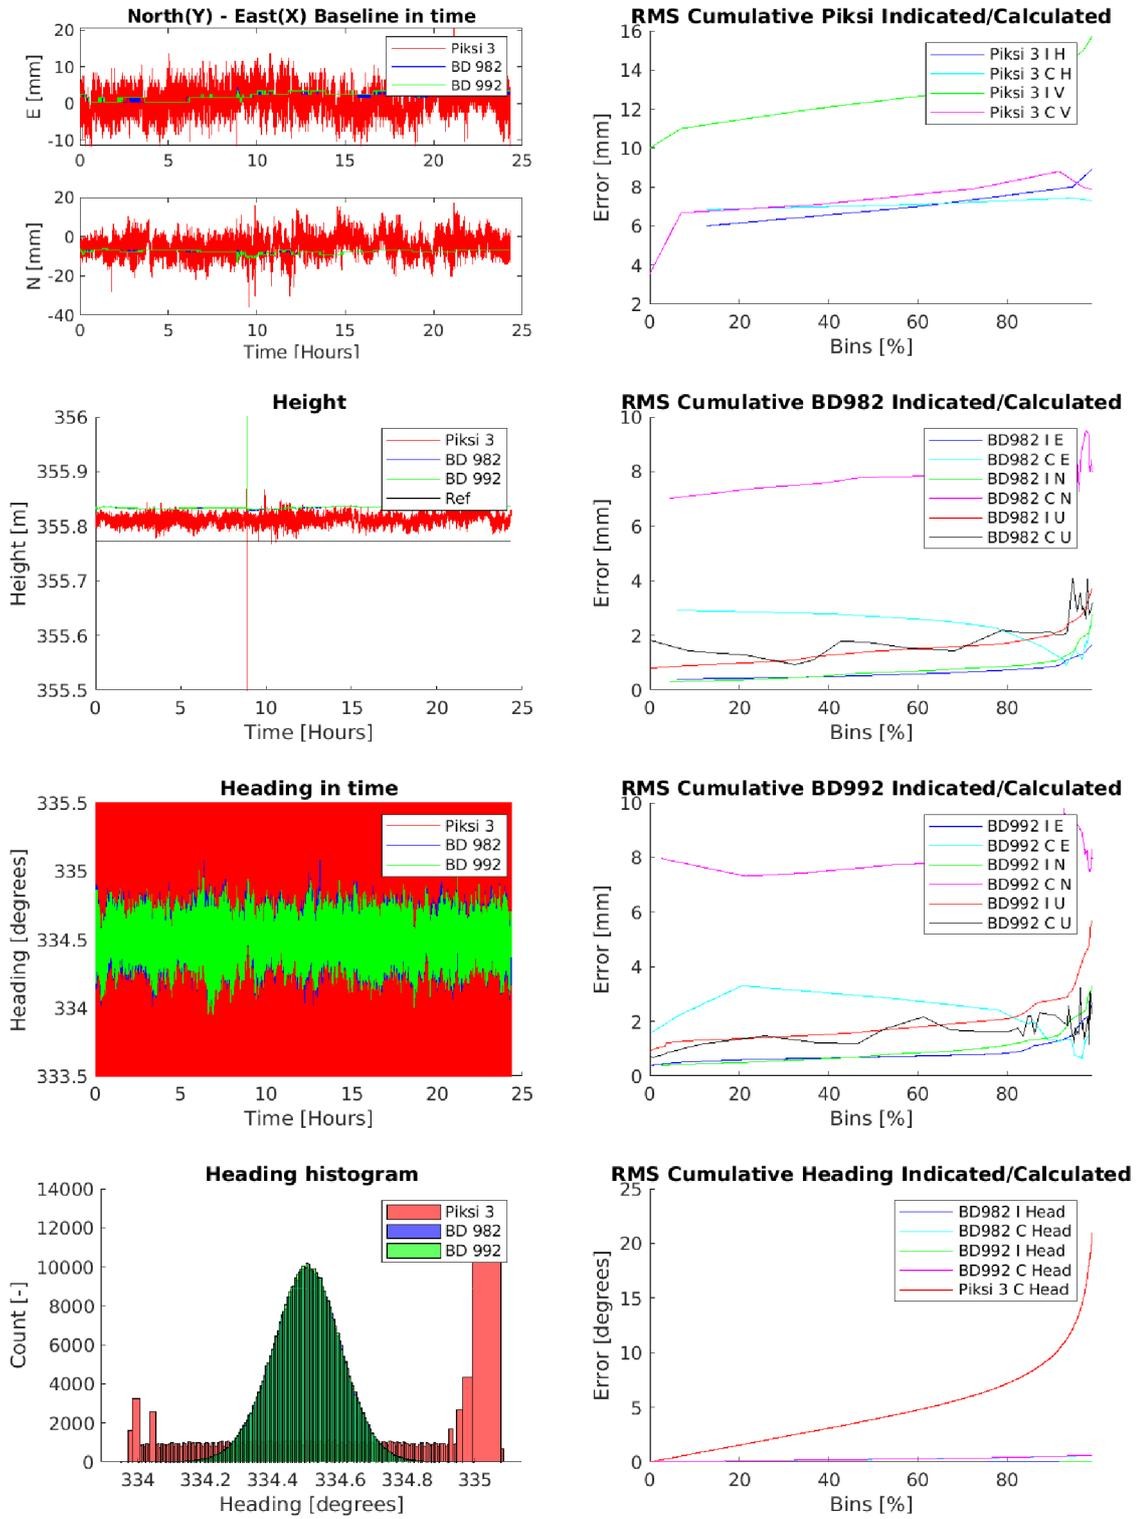 North(Y) - East(X) Baseline in time
20
10
0
-10
E [mm]
Piksi 3
BD 982
BD 992
0 5 10 15 20 25
20
0
-20
-40
N [mm]
0 5 10 15 20 25
Time [Hours]
RMS Cumulative Piksi Indicated/Calculated
16
14
12
10
8
6
4
2
Error [mm]
Piksi 3 I H
Piksi 3 C H
Piksi 3 I V
Piksi 3 C V
0 20 40 60 80
Bins [%]
Height
356
355.9
355.8
355.7
355.6
355.5
Height [m]
Piksi 3
BD 982
BD 992
Ref
0 5 10 15 20 25
Time [Hours]
RMS Cumulative BD982 Indicated/Calculated
10
8
6
4
2
0
Error [mm]
BD982 I E
BD982 C E
BD982 I N
BD982 C N
BD982 I U
BD982 C U
0 20 40 60 80
Bins [%]
Heading in time
335.5
335
334.5
334
333.5
Heading [degrees]
Piksi 3
BD 982
BD 992
0 5 10 15 20 25
Time [Hours]
RMS Cumulative BD992 Indicated/Calculated
10
8
6
4
2
0
Error [mm]
BD992 I E
BD992 C E
BD992 I N
BD992 C N
BD992 I U
BD992 C U
0 20 40 60 80
Bins [%]
Heading histogram
14000
12000
10000
8000
6000
4000
2000
0
Count [-]
Piksi 3
BD 982
BD 992
334 334.2 334.4 334.6 334.8 335
Heading [degrees]
RMS Cumulative Heading Indicated/Calculated
25
20
15
10
5
0
Error [degrees]
BD982 I Head
BD982 C Head
BD992 I Head
BD992 C Head
Piksi 3 C Head
0 20 40 60 80
Bins [%]